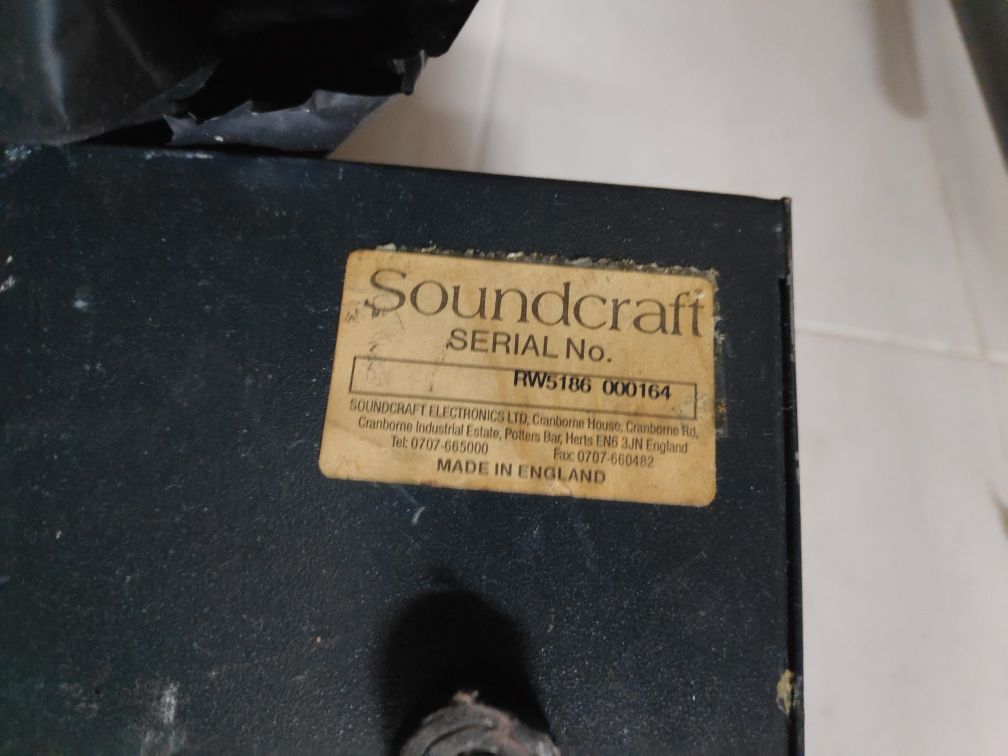 Soundcraft
SERIAL No.
RW5186 000164
SOUNDCRAFT ELECTRONICS LTD, Cranborne House, Cranborne Rd,
Cranborne Industrial Estate, Potters Bar, Herts EN6 3JN England
Tel: 0707-665000 Fax: 0707-660482
MADE IN ENGLAND